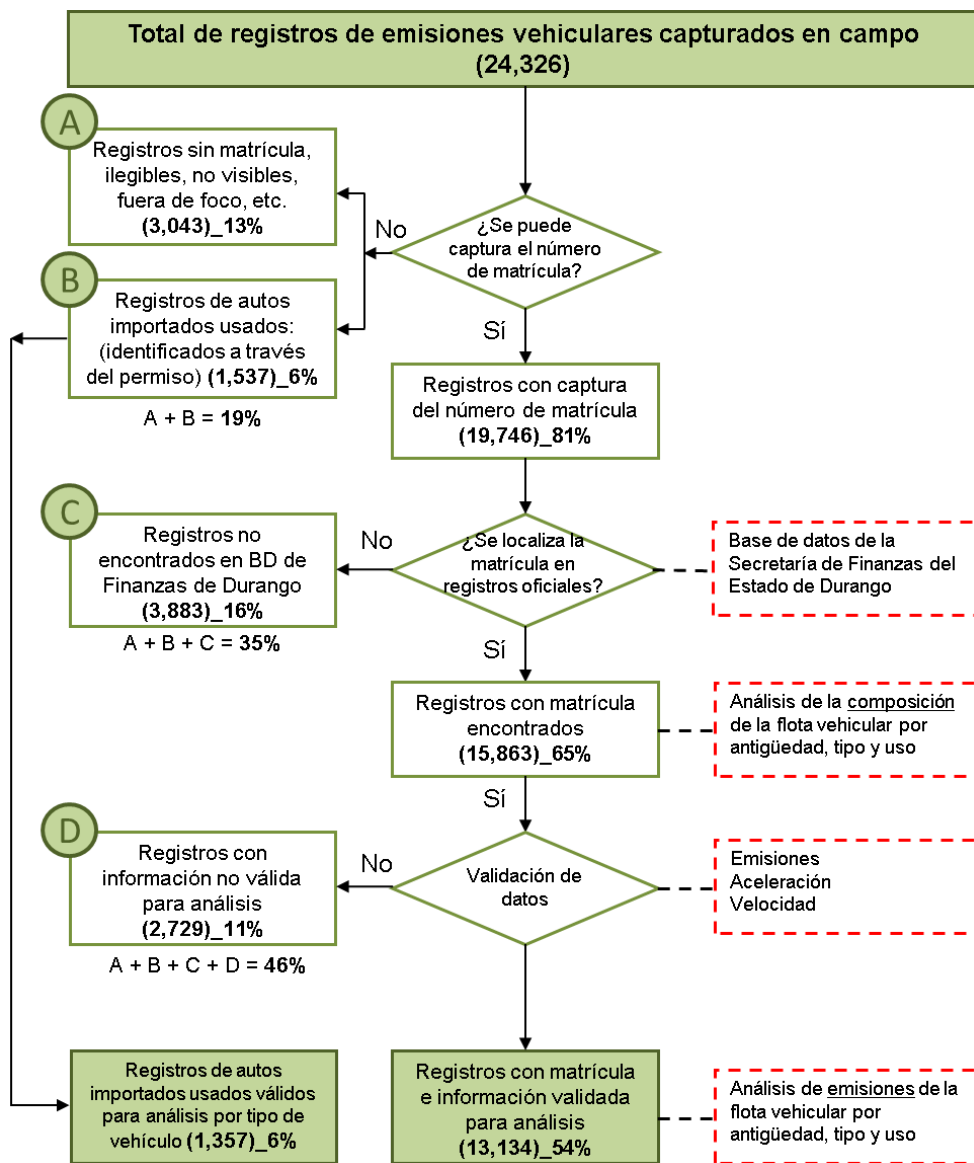 Total de registros de emisiones vehiculares capturados en campo
(24,326)
A
Registros sin matrícula,
ilegibles, no visibles,
fuera de foco, etc.
(3,043)_13%
No
¿Se puede
captura el número
de matrícula?
B
Registros de autos
importados usados:
(identificados a través
del permiso) (1,537)_6%
A + B = 19%
Sí
Registros con captura
del número de matrícula
(19,746)_81%
C
Registros no
encontrados en BD de
Finanzas de Durango
(3,883)_16%
A + B + C = 35%
No
¿Se localiza la
matrícula en
registros oficiales?
Base de datos de la
Secretaría de Finanzas del
Estado de Durango
Sí
Registros con matrícula
encontrados
(15,863)_65%
Análisis de la composición
de la flota vehicular por
antigüedad, tipo y uso
Sí
D
Registros con
información no válida
para análisis
(2,729)_11%
A + B + C + D = 46%
No
Validación de
datos
Emisiones
Aceleración
Velocidad
Registros de autos
importados usados válidos
para análisis por tipo de
vehículo (1,357)_6%
Registros con matrícula
e información validada
para análisis
(13,134)_54%
Análisis de emisiones de la
flota vehicular por
antigüedad, tipo y uso